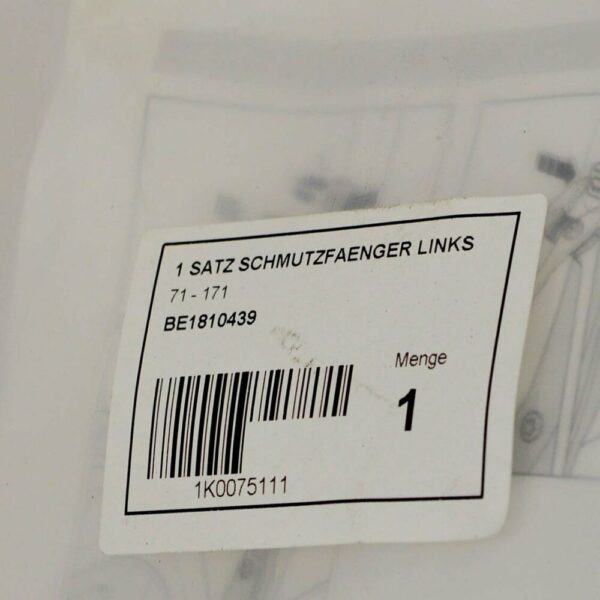 1 SATZ SCHMUTZFAENGER LINKS
71 - 171
BE1810439
Menge
1
1K0075111